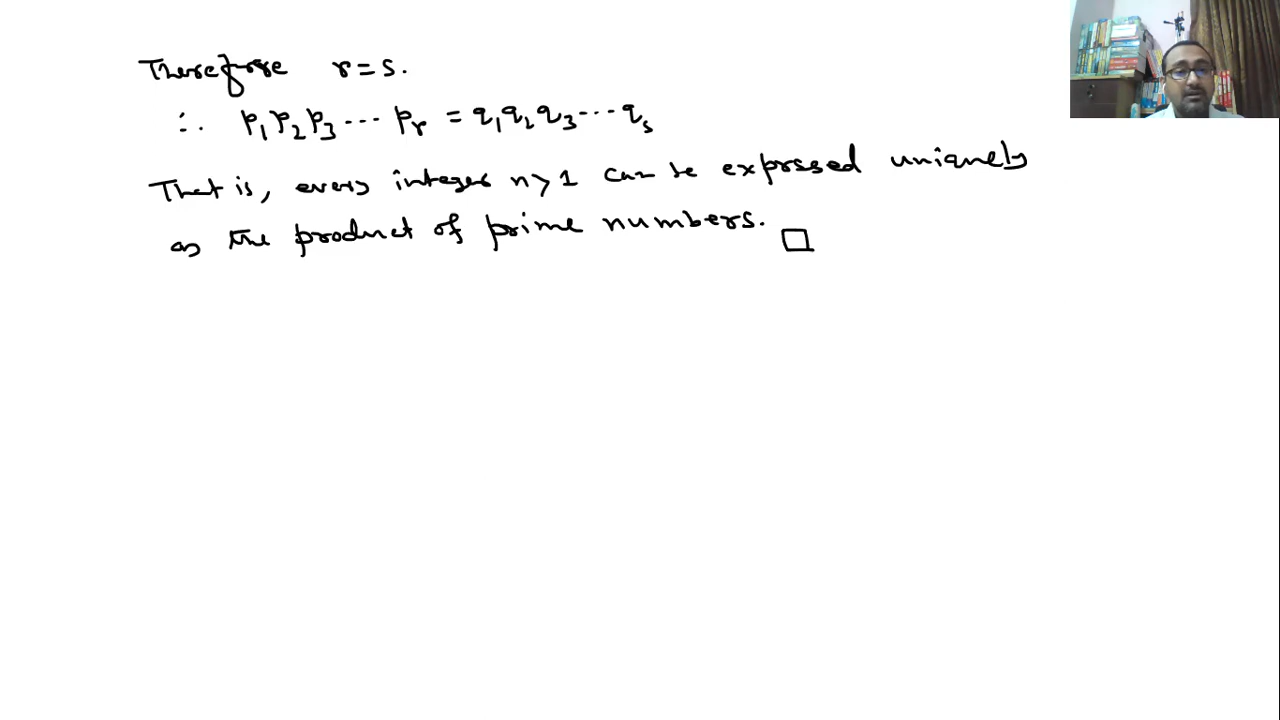 Therefore r = s.
∴ p₁p₂p₃ ... pᵣ = q₁q₂q₃ ... qₛ
That is, every integer n > 1 can be expressed uniquely
as the product of prime numbers. □